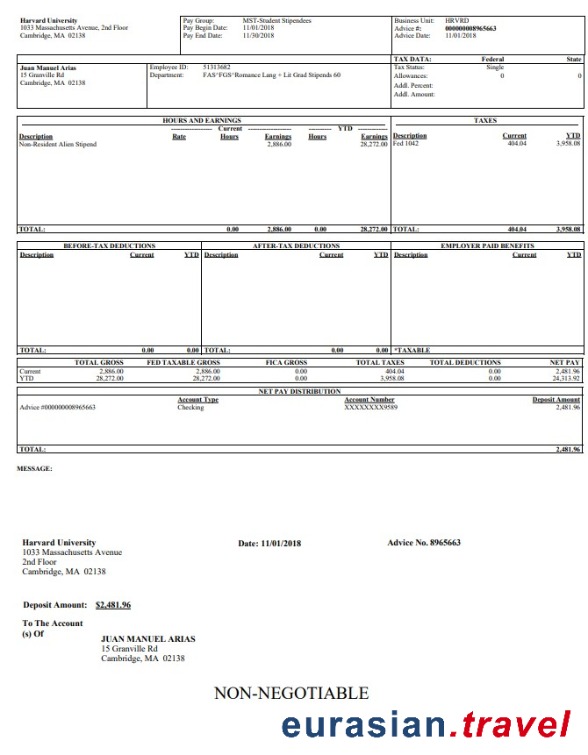 Harvard University
1033 Massachusetts Avenue, 2nd Floor
Cambridge, MA 02138
Pay Group: MST-Student Stipendees
Pay Begin Date: 11/01/2018
Pay End Date: 11/30/2018
Business Unit: HRVRD
Advice #: 000000008965663
Advice Date: 11/01/2018
Juan Manuel Arias
15 Granville Rd
Cambridge, MA 02138
Employee ID: 51313682
Department: FAS^FGS^Romance Lang + Lit Grad Stipends 60
TAX DATA: Federal State
Tax Status: Single
Allowances: 0 0
Addl. Percent:
Addl. Amount:
HOURS AND EARNINGS
Current YTD
Description Rate Hours Earnings Hours Earnings
Non-Resident Alien Stipend 2,886.00 28,272.00
TOTAL: 0.00 2,886.00 0.00 28,272.00
TAXES
Description Current YTD
Fed 1042 404.04 3,958.08
TOTAL: 404.04 3,958.08
BEFORE-TAX DEDUCTIONS
Description Current YTD
TOTAL: 0.00 0.00
AFTER-TAX DEDUCTIONS
Description Current YTD
TOTAL: 0.00 0.00
EMPLOYER PAID BENEFITS
Description Current YTD
*TAXABLE
TOTAL GROSS FED TAXABLE GROSS FICA GROSS TOTAL TAXES TOTAL DEDUCTIONS NET PAY
Current 2,886.00 2,886.00 0.00 404.04 0.00 2,481.96
YTD 28,272.00 28,272.00 0.00 3,958.08 0.00 24,313.92
NET PAY DISTRIBUTION
Account Type Account Number Deposit Amount
Advice #000000008965663 Checking XXXXXXXX9589 2,481.96
TOTAL: 2,481.96
MESSAGE:
Harvard University
1033 Massachusetts Avenue
2nd Floor
Cambridge, MA 02138
Date: 11/01/2018
Advice No. 8965663
Deposit Amount: $2,481.96
To The Account
(s) Of
JUAN MANUEL ARIAS
15 Granville Rd
Cambridge, MA 02138
NON-NEGOTIABLE
eurasian.travel